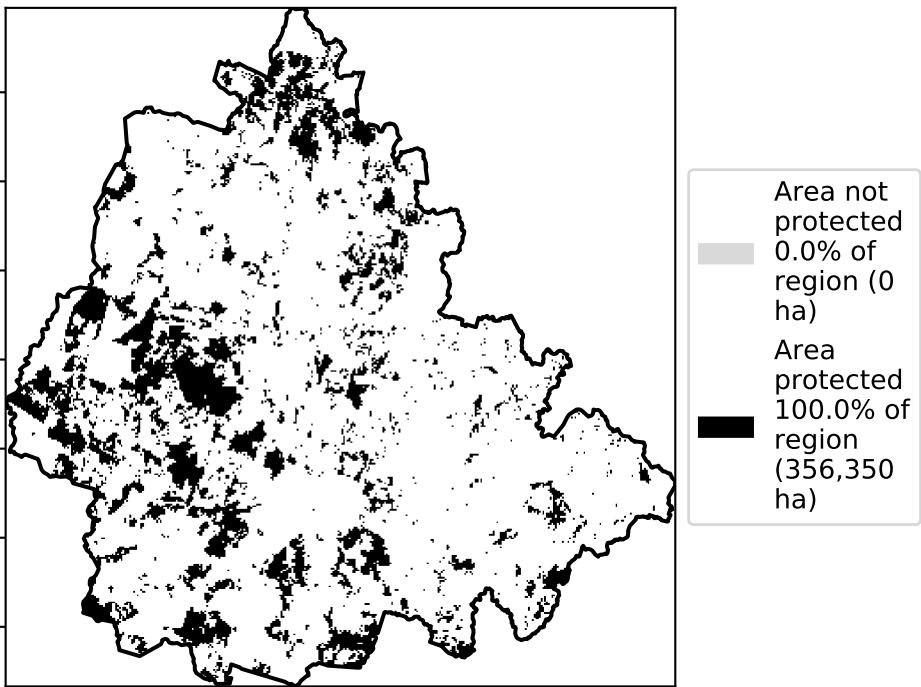 Area not
protected
0.0% of
region (0
ha)
Area
protected
100.0% of
region
(356,350
ha)